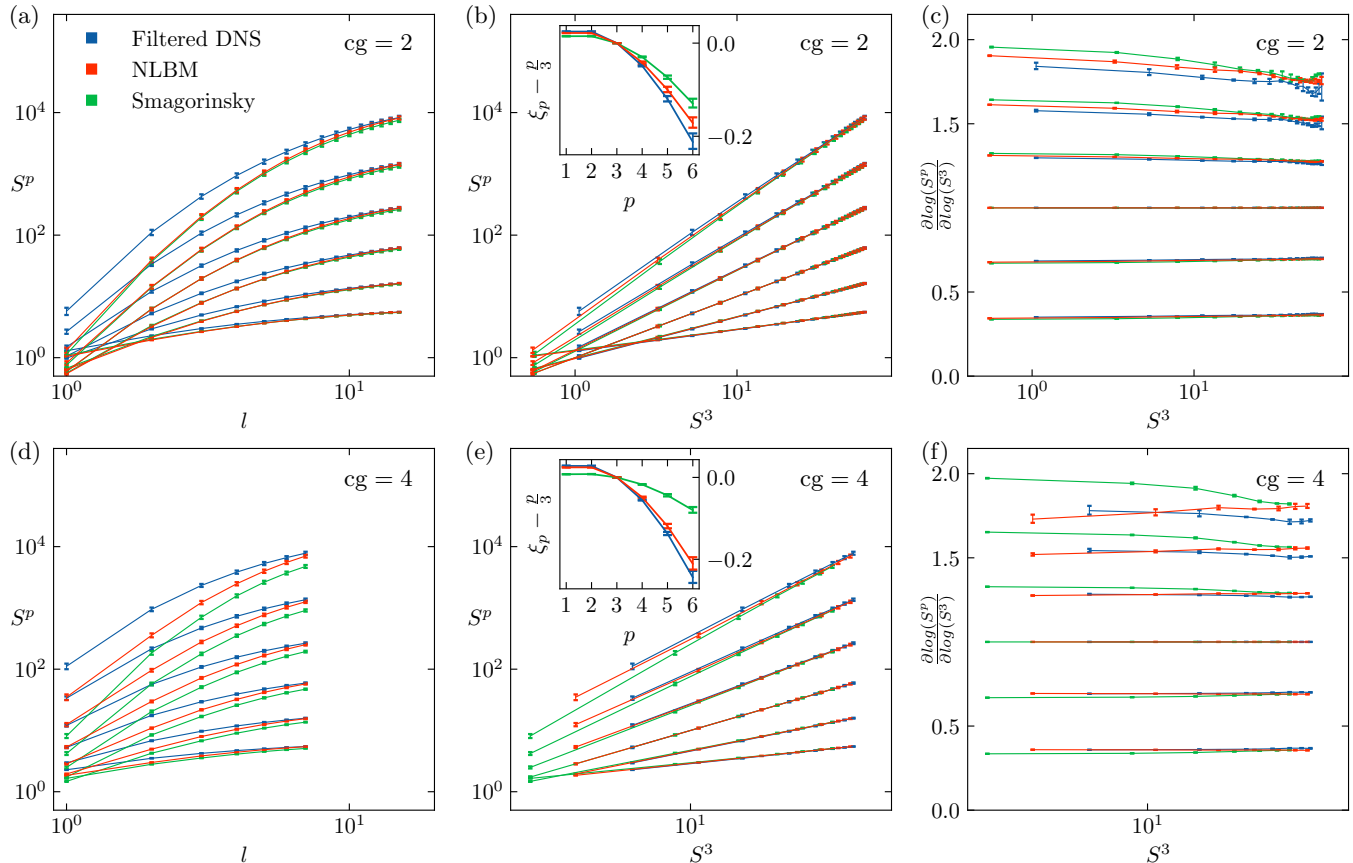 (a)
Filtered DNS
NLBM
Smagorinsky
cg = 2
S^p
10^4
10^2
10^0
10^0
10^1
l
(b)
cg = 2
ξ_p − p/3
0.0
−0.2
1 2 3 4 5 6
p
S^p
10^4
10^2
10^0
10^0
10^1
S^3
(c)
cg = 2
∂log(S^p)/∂log(S^3)
2.0
1.5
0.5
0.0
10^0
10^1
S^3
(d)
cg = 4
S^p
10^4
10^2
10^0
10^0
10^1
l
(e)
cg = 4
ξ_p − p/3
0.0
−0.2
1 2 3 4 5 6
p
S^p
10^4
10^2
10^0
10^1
S^3
(f)
cg = 4
∂log(S^p)/∂log(S^3)
2.0
1.5
0.5
0.0
10^1
S^3